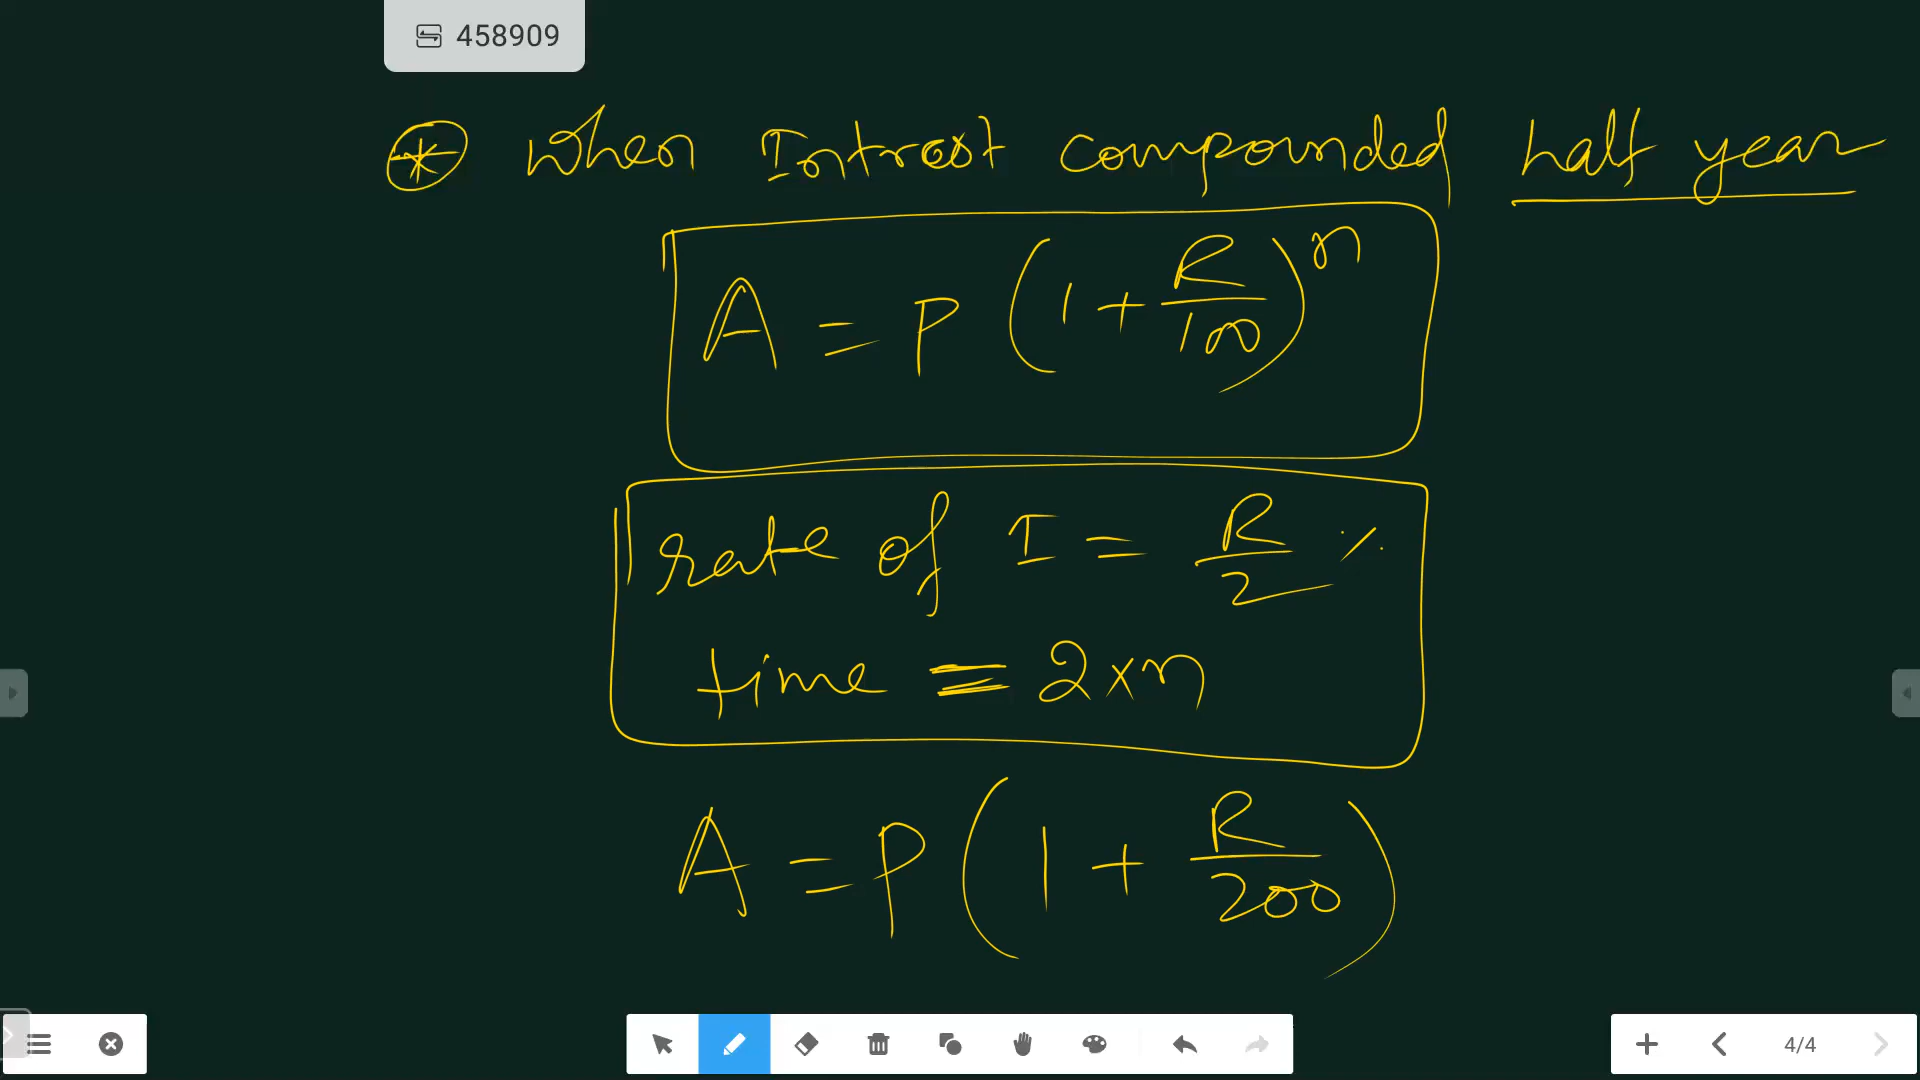 458909
* when Intrest compounded half year
A = P (1 + R/100)^n
rate of I = R/2 %
time = 2 × n
A = P (1 + R/200)
4/4